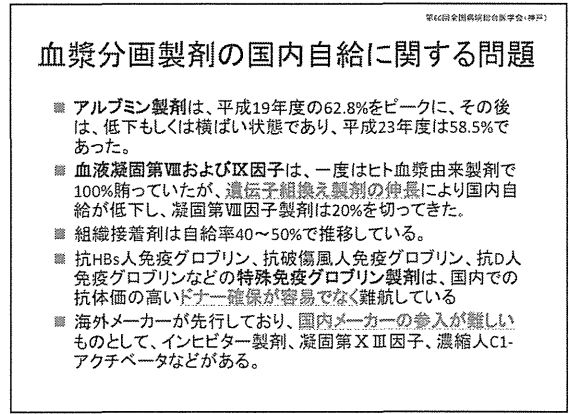 第66回全国病院総合医学会(神戸)
血漿分画製剤の国内自給に関する問題
■ アルブミン製剤は、平成19年度の62.8%をピークに、その後
は、低下もしくは横ばい状態であり、平成23年度は58.5%で
あった。
■ 血液凝固第ⅧおよびⅨ因子は、一度はヒト血漿由来製剤で
100%賄っていたが、遺伝子組換え製剤の伸長により国内自
給が低下し、凝固第Ⅷ因子製剤は20%を切ってきた。
■ 組織接着剤は自給率40～50%で推移している。
■ 抗HBs人免疫グロブリン、抗破傷風人免疫グロブリン、抗D人
免疫グロブリンなどの特殊免疫グロブリン製剤は、国内での
抗体価の高いドナー確保が容易でなく難航している
■ 海外メーカーが先行しており、国内メーカーの参入が難しい
ものとして、インヒビター製剤、凝固第ⅩⅢ因子、濃縮人C1-
アクチベータなどがある。